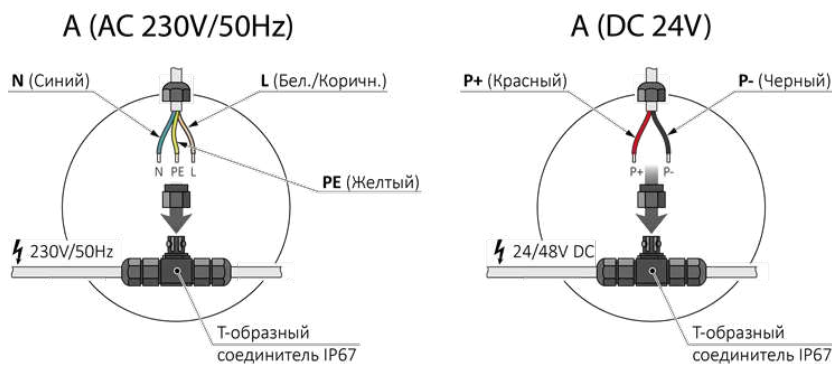 A (AC 230V/50Hz)
N (Синий)
L (Бел./Коричн.)
N PE L
PE (Желтый)
230V/50Hz
Т-образный
соединитель IP67
A (DC 24V)
P+ (Красный)
P- (Черный)
P+ P-
24/48V DC
Т-образный
соединитель IP67